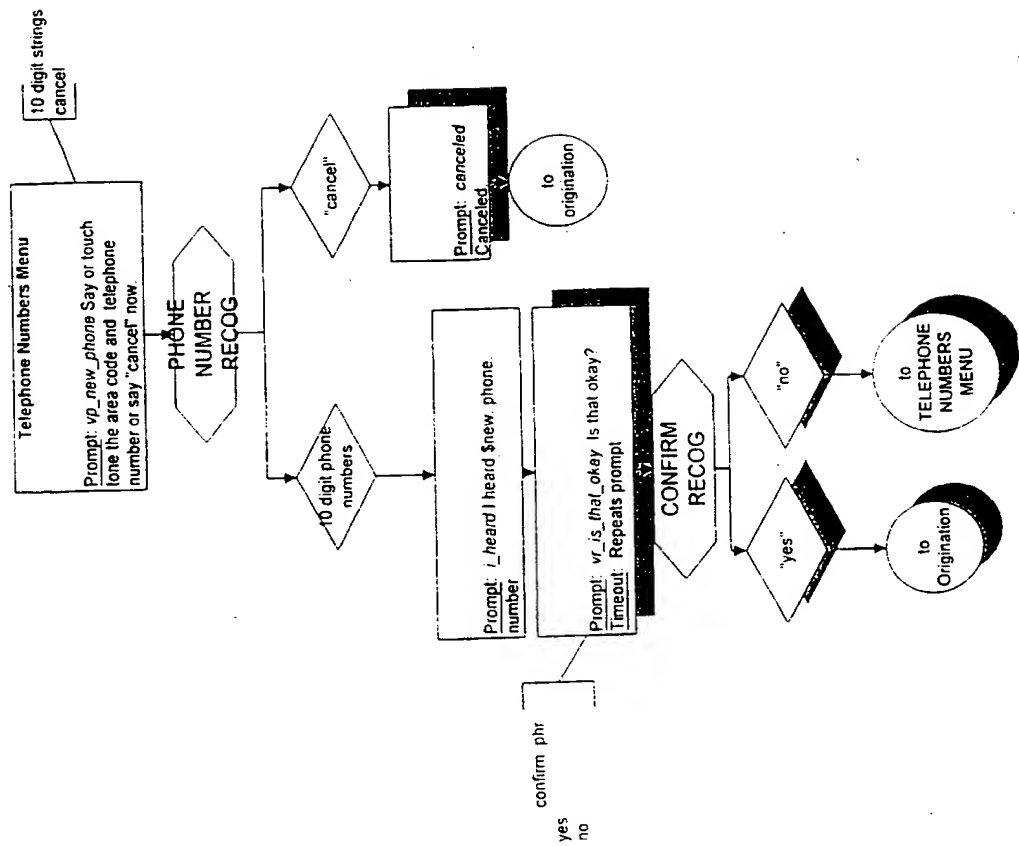 10 digit strings
cancel
Telephone Numbers Menu
Prompt: vp_new_phone Say or touch
tone the area code and telephone
number or say "cancel" now.
PHONE
NUMBER
RECOG
"cancel"
Prompt: canceled
Canceled
to
origination
10 digit phone
numbers
Prompt: i_heard I heard $new. phone.
number
Prompt: vr_is_that_okay Is that okay?
Timeout: Repeats prompt
confirm phr
yes
no
CONFIRM
RECOG
"yes"
"no"
to
Origination
to
TELEPHONE
NUMBERS
MENU